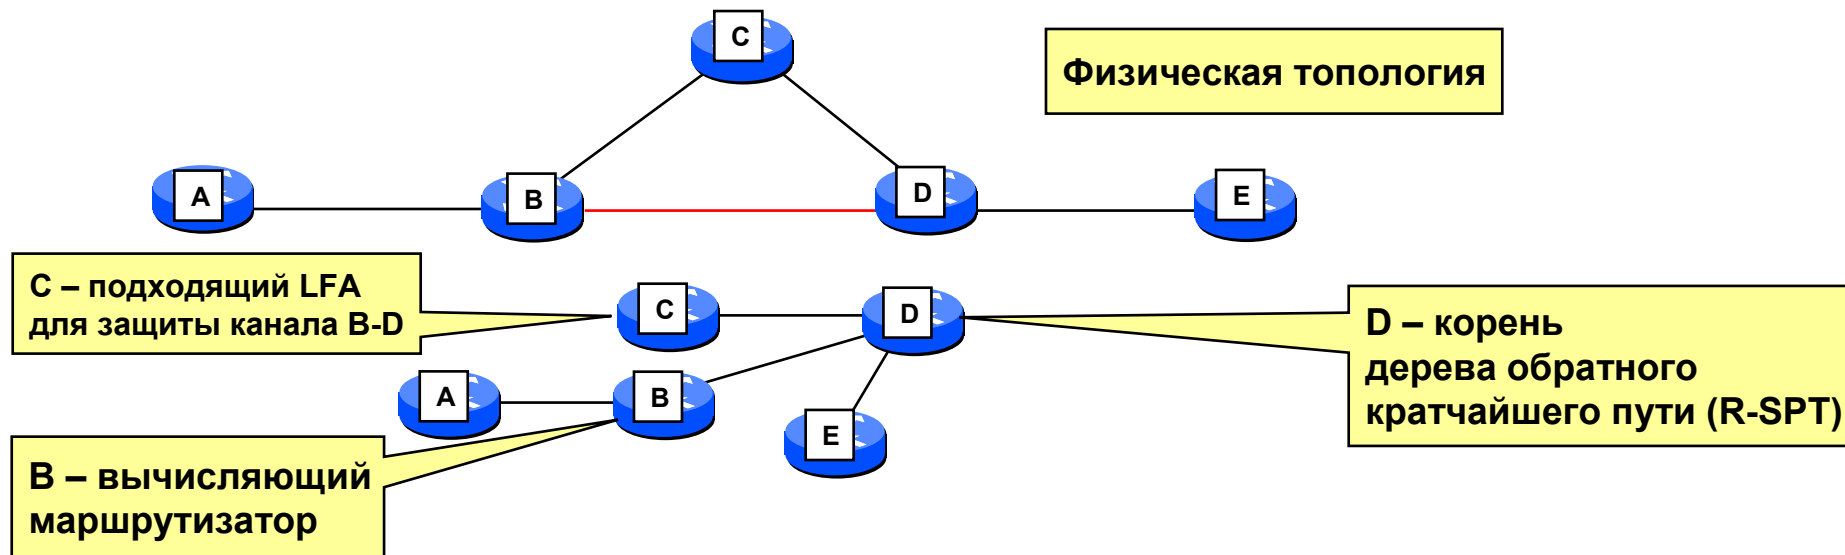 C
Физическая топология
A
B
D
E
C – подходящий LFA
для защиты канала B-D
C
D
D – корень
дерева обратного
кратчайшего пути (R-SPT)
A
B
E
B – вычисляющий
маршрутизатор